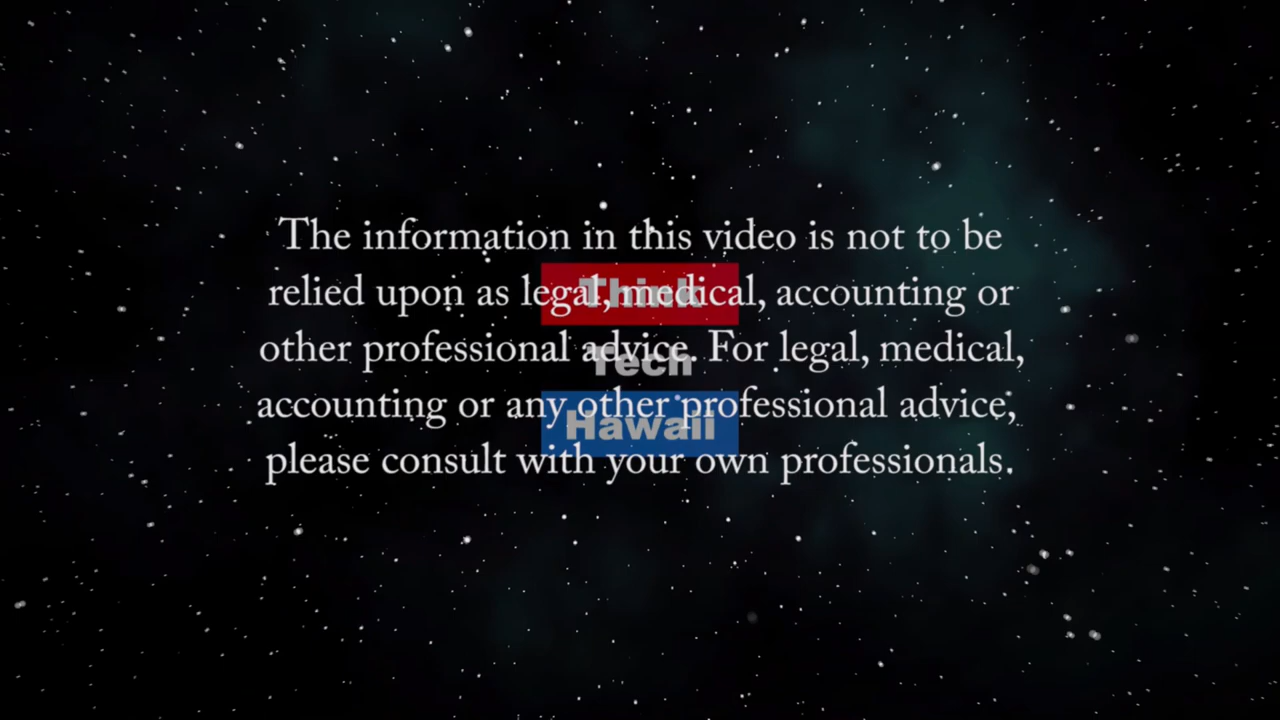 The information in this video is not to be
relied upon as legal, medical, accounting or
other professional advice. For legal, medical,
accounting or any other professional advice,
please consult with your own professionals.
Think
Tech
Hawaii